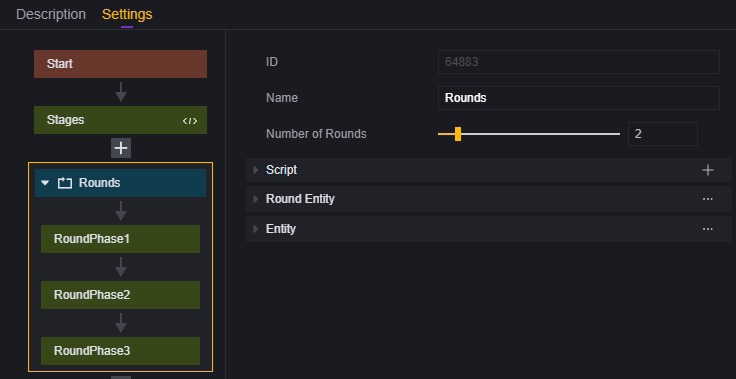 Description Settings
Start
Stages </>
Rounds
RoundPhase1
RoundPhase2
RoundPhase3
ID 64883
Name Rounds
Number of Rounds 2
Script
Round Entity
Entity